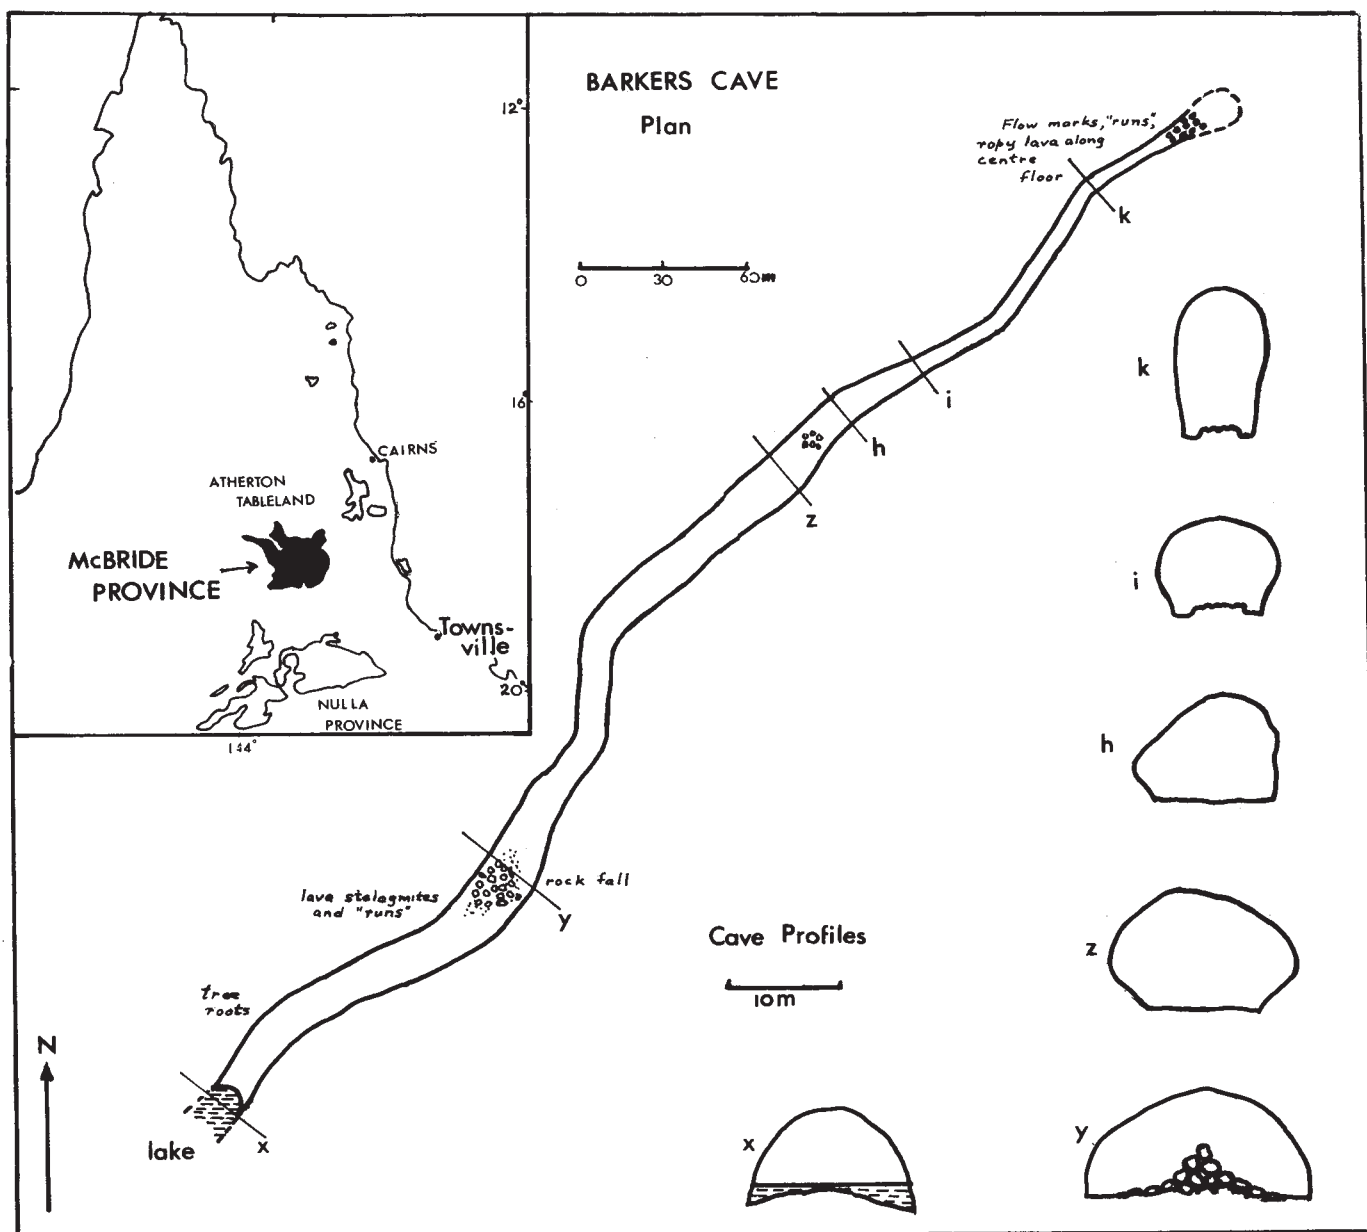 BARKERS CAVE
Plan
12°
16
20°
144°
CAIRNS
ATHERTON
TABLELAND
McBRIDE
PROVINCE
Towns-
ville
NULLA
PROVINCE
Flow marks, "runs",
ropy lava along
centre
floor
k
0 30 60m
i
h
z
rock fall
y
lava stalagmites
and "runs"
tree
roots
N
x
lake
Cave Profiles
10m
k
i
h
z
y
x